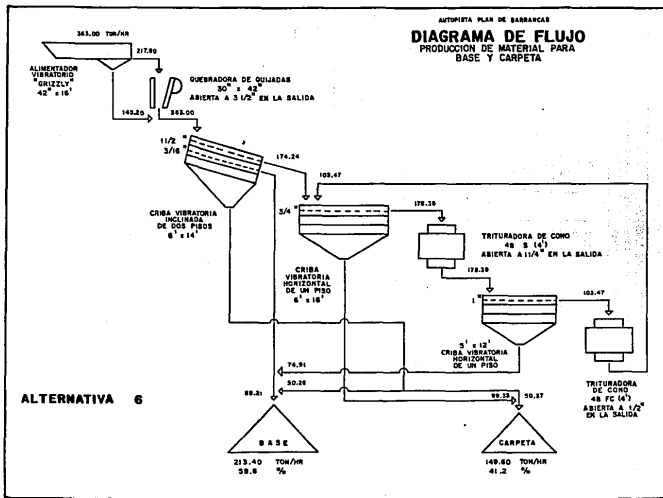 AUTOPISTA PLAN DE BARRANCAS
DIAGRAMA DE FLUJO
PRODUCCION DE MATERIAL PARA
BASE Y CARPETA
363.00 TON/HR
217.80
ALIMENTADOR
VIBRATORIO
"GRIZZLY"
42" x 16'
QUEBRADORA DE QUIJADAS
30" x 42"
ABIERTA A 3 1/2" EN LA SALIDA
145.20
363.00
1 1/2"
3/16"
174.24
103.47
CRIBA VIBRATORIA
INCLINADA
DE DOS PISOS
6' x 14'
3/4"
178.38
TRITURADORA DE CONO
48 S (4')
ABIERTA A 1 1/4" EN LA SALIDA
CRIBA
VIBRATORIA
HORIZONTAL
DE UN PISO
6' x 16'
178.39
1"
103.47
5' x 12'
CRIBA VIBRATORIA
HORIZONTAL
DE UN PISO
TRITURADORA
DE CONO
48 FC (4')
ABIERTA A 1/2"
EN LA SALIDA
74.91
50.28
88.21
99.33
50.27
ALTERNATIVA 6
BASE
CARPETA
213.40 TON/HR
58.8 %
149.60 TON/HR
41.2 %